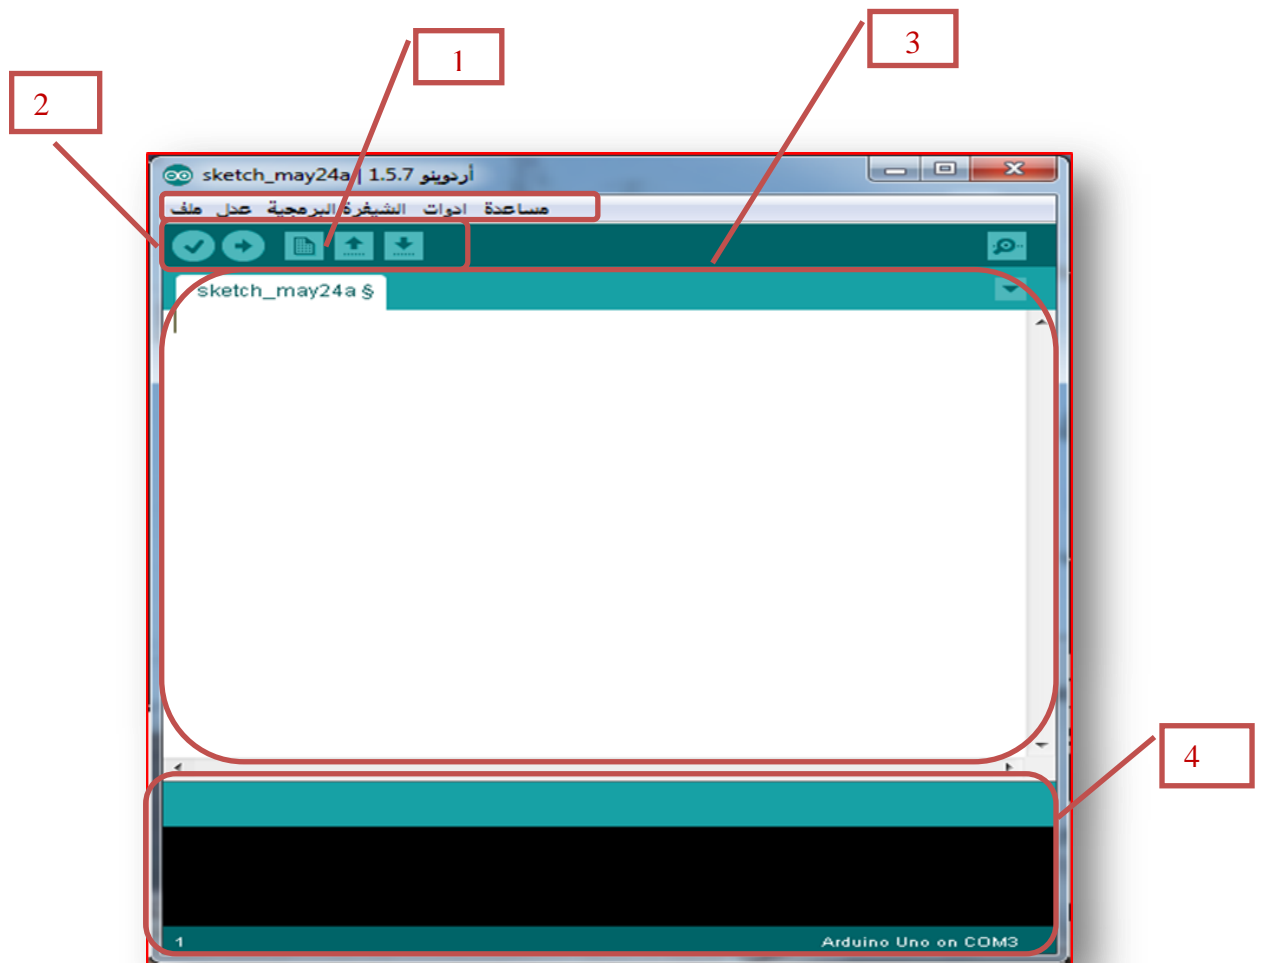 3
1
2
sketch_may24a | 1.5.7 أردوينو
ملف عدل الشيفرة البرمجية ادوات مساعدة
sketch_may24a §
4
1
Arduino Uno on COM3